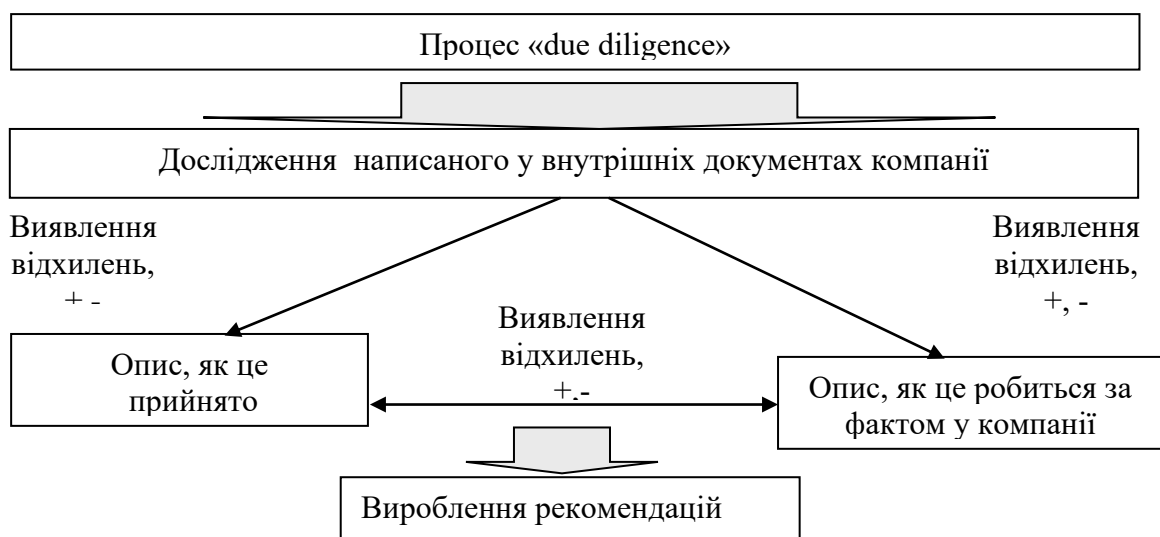 Процес «due diligence»
Дослідження написаного у внутрішніх документах компанії
Виявлення
відхилень,
+ -
Виявлення
відхилень,
+, -
Виявлення
відхилень,
+,-
Опис, як це
прийнято
Опис, як це робиться за
фактом у компанії
Вироблення рекомендацій